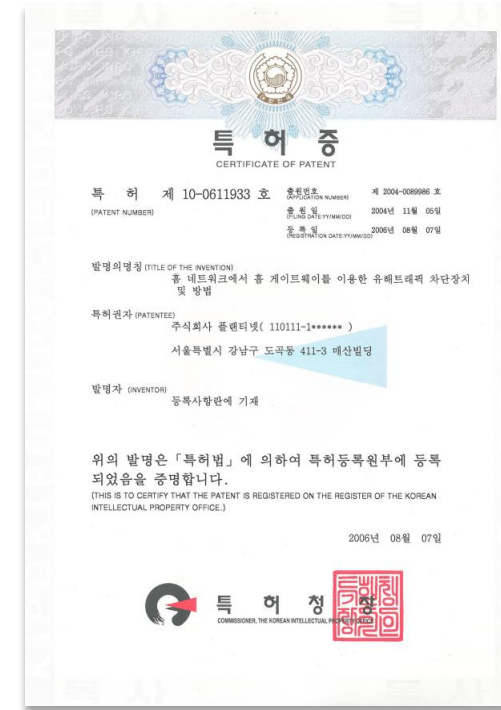 특 허 증
CERTIFICATE OF PATENT
특 허 제 10-0611933 호
(PATENT NUMBER)
출원번호 제 2004-0089986 호
(APPLICATION NUMBER)
출 원 일 2004년 11월 05일
(FILING DATE:YY/MM/DD)
등 록 일 2006년 08월 07일
(REGISTRATION DATE:YY/MM/DD)
발명의명칭 (TITLE OF THE INVENTION)
홈 네트워크에서 홈 게이트웨이를 이용한 유해트래픽 차단장치
및 방법
특허권자 (PATENTEE)
주식회사 플랜티넷( 110111-1****** )
서울특별시 강남구 도곡동 411-3 매산빌딩
발명자 (INVENTOR)
등록사항란에 기재
위의 발명은「특허법」에 의하여 특허등록원부에 등록
되었음을 증명합니다.
(THIS IS TO CERTIFY THAT THE PATENT IS REGISTERED ON THE REGISTER OF THE KOREAN
INTELLECTUAL PROPERTY OFFICE.)
2006년 08월 07일
특 허 청 장
COMMISSIONER, THE KOREAN INTELLECTUAL PROPERTY OFFICE